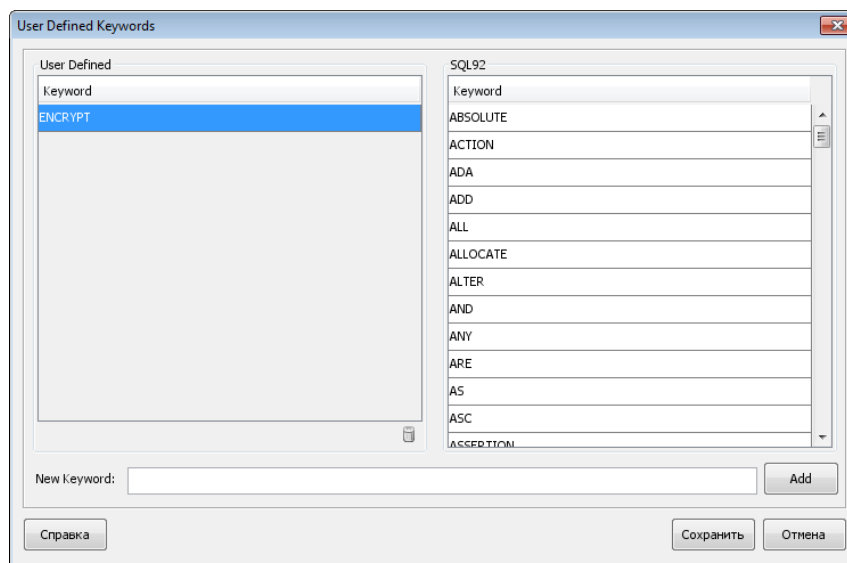 User Defined Keywords
User Defined
Keyword
ENCRYPT
SQL92
Keyword
ABSOLUTE
ACTION
ADA
ADD
ALL
ALLOCATE
ALTER
AND
ANY
ARE
AS
ASC
ASSERTION
New Keyword:
Add
Справка
Сохранить
Отмена